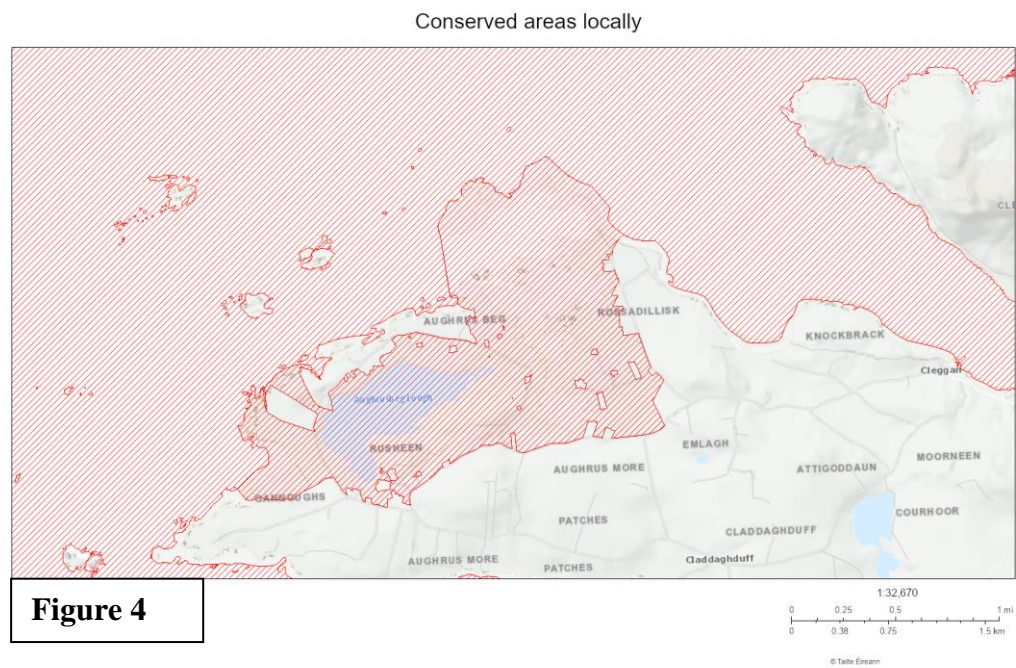 Conserved areas locally
CLE
AUGHRUS BEG
ROSSADILLISK
KNOCKBRACK
Cleggan
Aughrusbeg Lough
RUSHEEN
EMLAGH
AUGHRUS MORE
ATTIGODDAUN
MOORNEEN
GANNOUGHS
COURHOOR
PATCHES
CLADDAGHDUFF
AUGHRUS MORE
Claddaghduff
PATCHES
Figure 4
1:32,670
0 0.25 0.5 1 mi
0 0.38 0.75 1.5 km
© Tailte Éireann